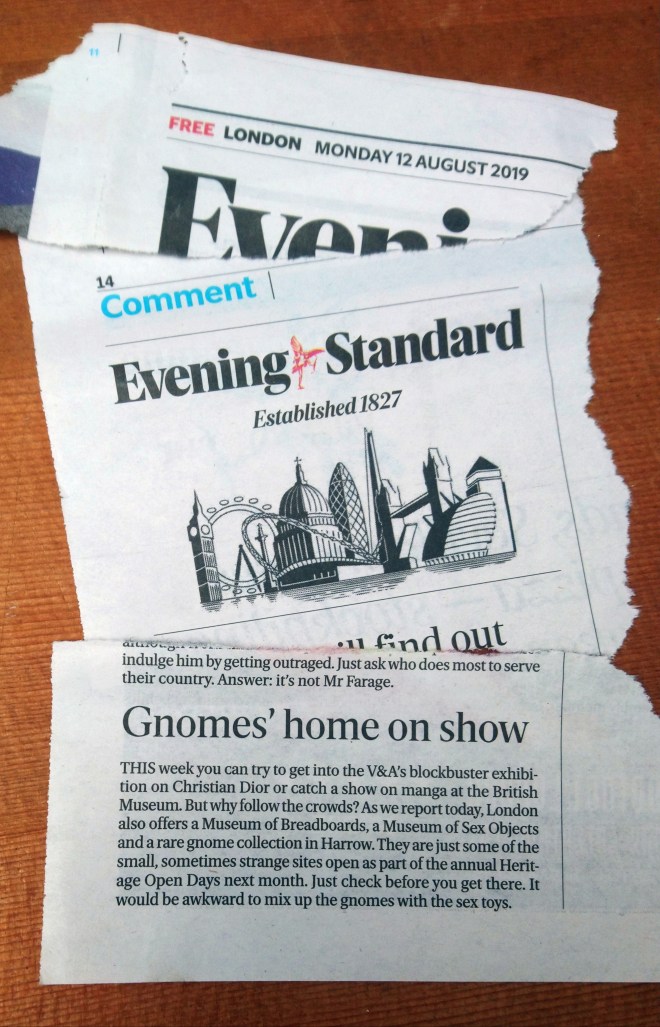 11
FREE LONDON MONDAY 12 AUGUST 2019
14
Comment
Evening Standard
Established 1827
find out
indulge him by getting outraged. Just ask who does most to serve
their country. Answer: it's not Mr Farage.
Gnomes' home on show
THIS week you can try to get into the V&A's blockbuster exhibi-
tion on Christian Dior or catch a show on manga at the British
Museum. But why follow the crowds? As we report today, London
also offers a Museum of Breadboards, a Museum of Sex Objects
and a rare gnome collection in Harrow. They are just some of the
small, sometimes strange sites open as part of the annual Herit-
age Open Days next month. Just check before you get there. It
would be awkward to mix up the gnomes with the sex toys.